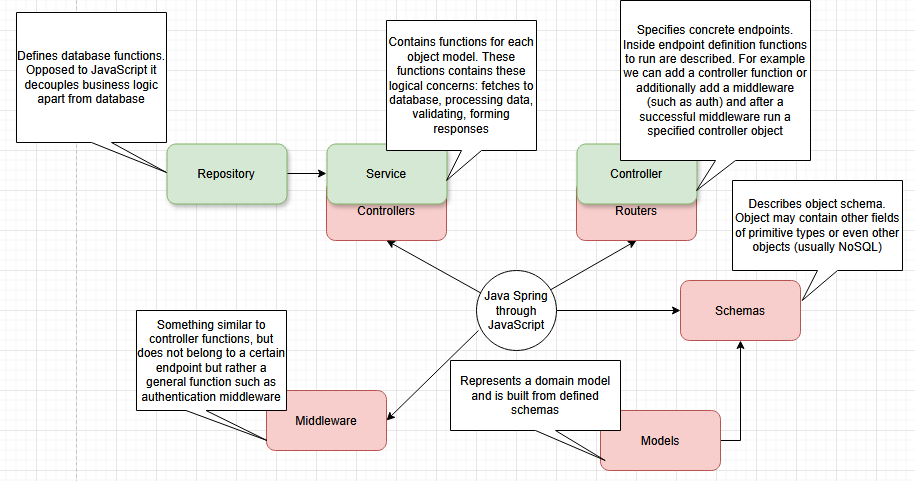 Defines database functions.
Opposed to JavaScript it
decouples business logic
apart from database
Contains functions for each
object model. These
functions contains these
logical concerns: fetches to
database, processing data,
validating, forming
responses
Specifies concrete endpoints.
Inside endpoint definition functions
to run are described. For example
we can add a controller function or
additionally add a middleware
(such as auth) and after a
successful middleware run a
specified controller object
Repository
Service
Controller
Controllers
Routers
Describes object schema.
Object may contain other fields
of primitive types or even other
objects (usually NoSQL)
Java Spring
through
JavaScript
Schemas
Something similar to
controller functions, but
does not belong to a certain
endpoint but rather a
general function such as
authentication middleware
Represents a domain model
and is built from defined
schemas
Middleware
Models